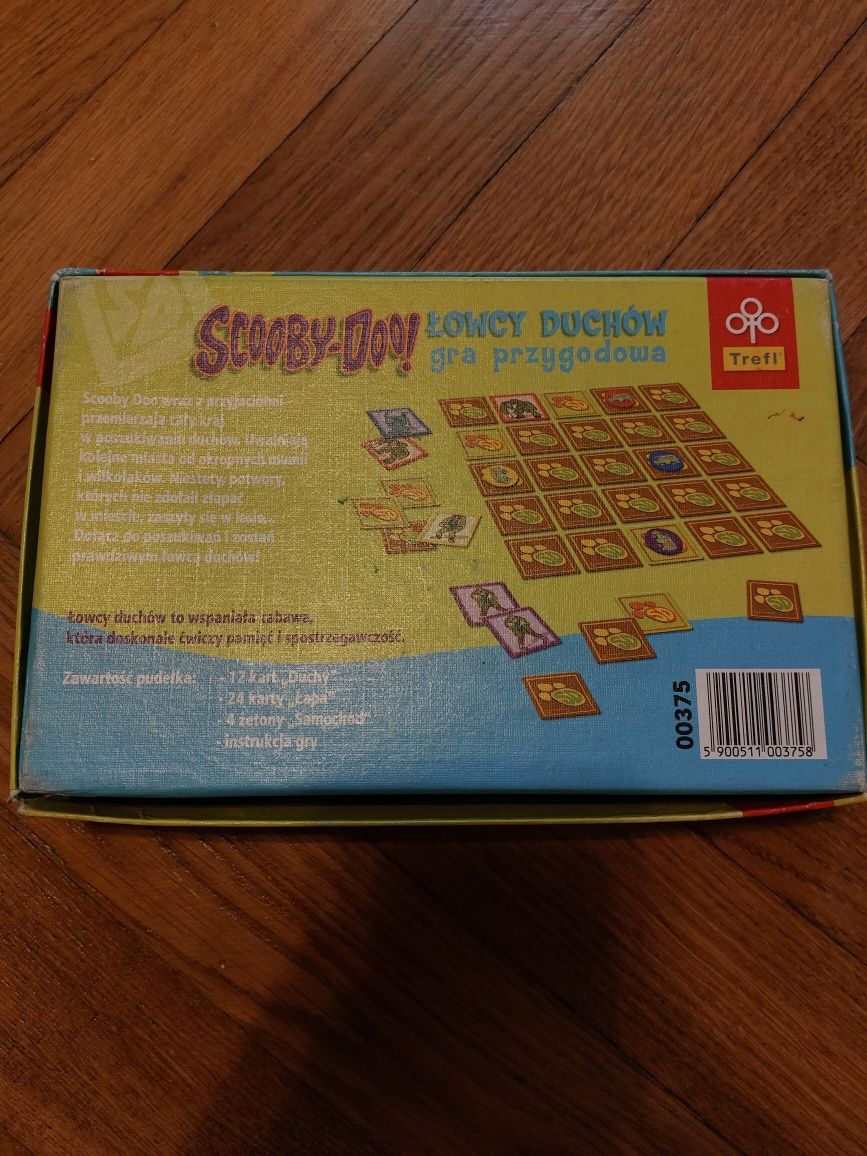 SCOOBY-DOO! ŁOWCY DUCHÓW
gra przygodowa
Trefl
Scooby Doo wraz z przyjaciółmi
przemierzają cały kraj
w poszukiwaniu duchów. Uwalniają
kolejne miasta od okropnych mumii
i wilkołaków. Niestety, potwory,
których nie zdołali złapać
w mieście, zaszyły się w lesie...
Dołącz do poszukiwań i zostań
prawdziwym łowcą duchów!
Łowcy duchów to wspaniała zabawa,
która doskonale ćwiczy pamięć i spostrzegawczość.
Zawartość pudełka: - 12 kart „Duchy”
- 24 karty „Łapa”
- 4 żetony „Samochód”
- instrukcja gry
00375
5 900511 003758